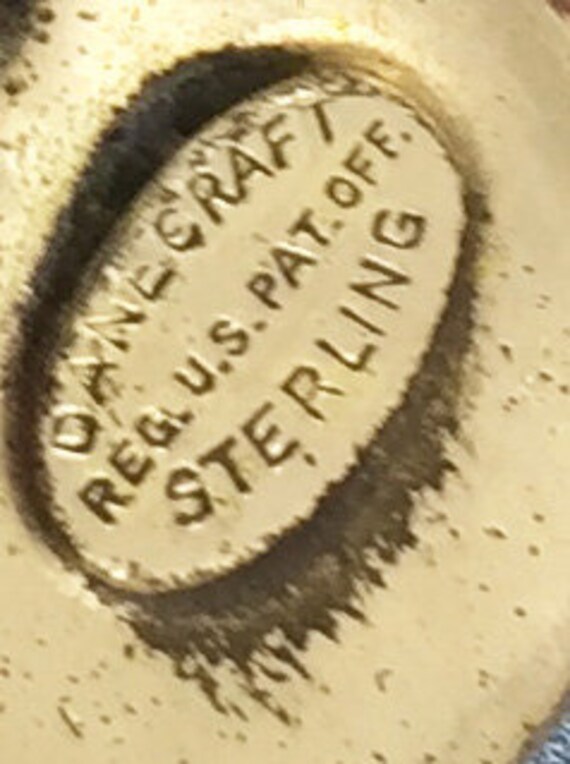 DANECRAFT
REG. U.S. PAT. OFF.
STERLING